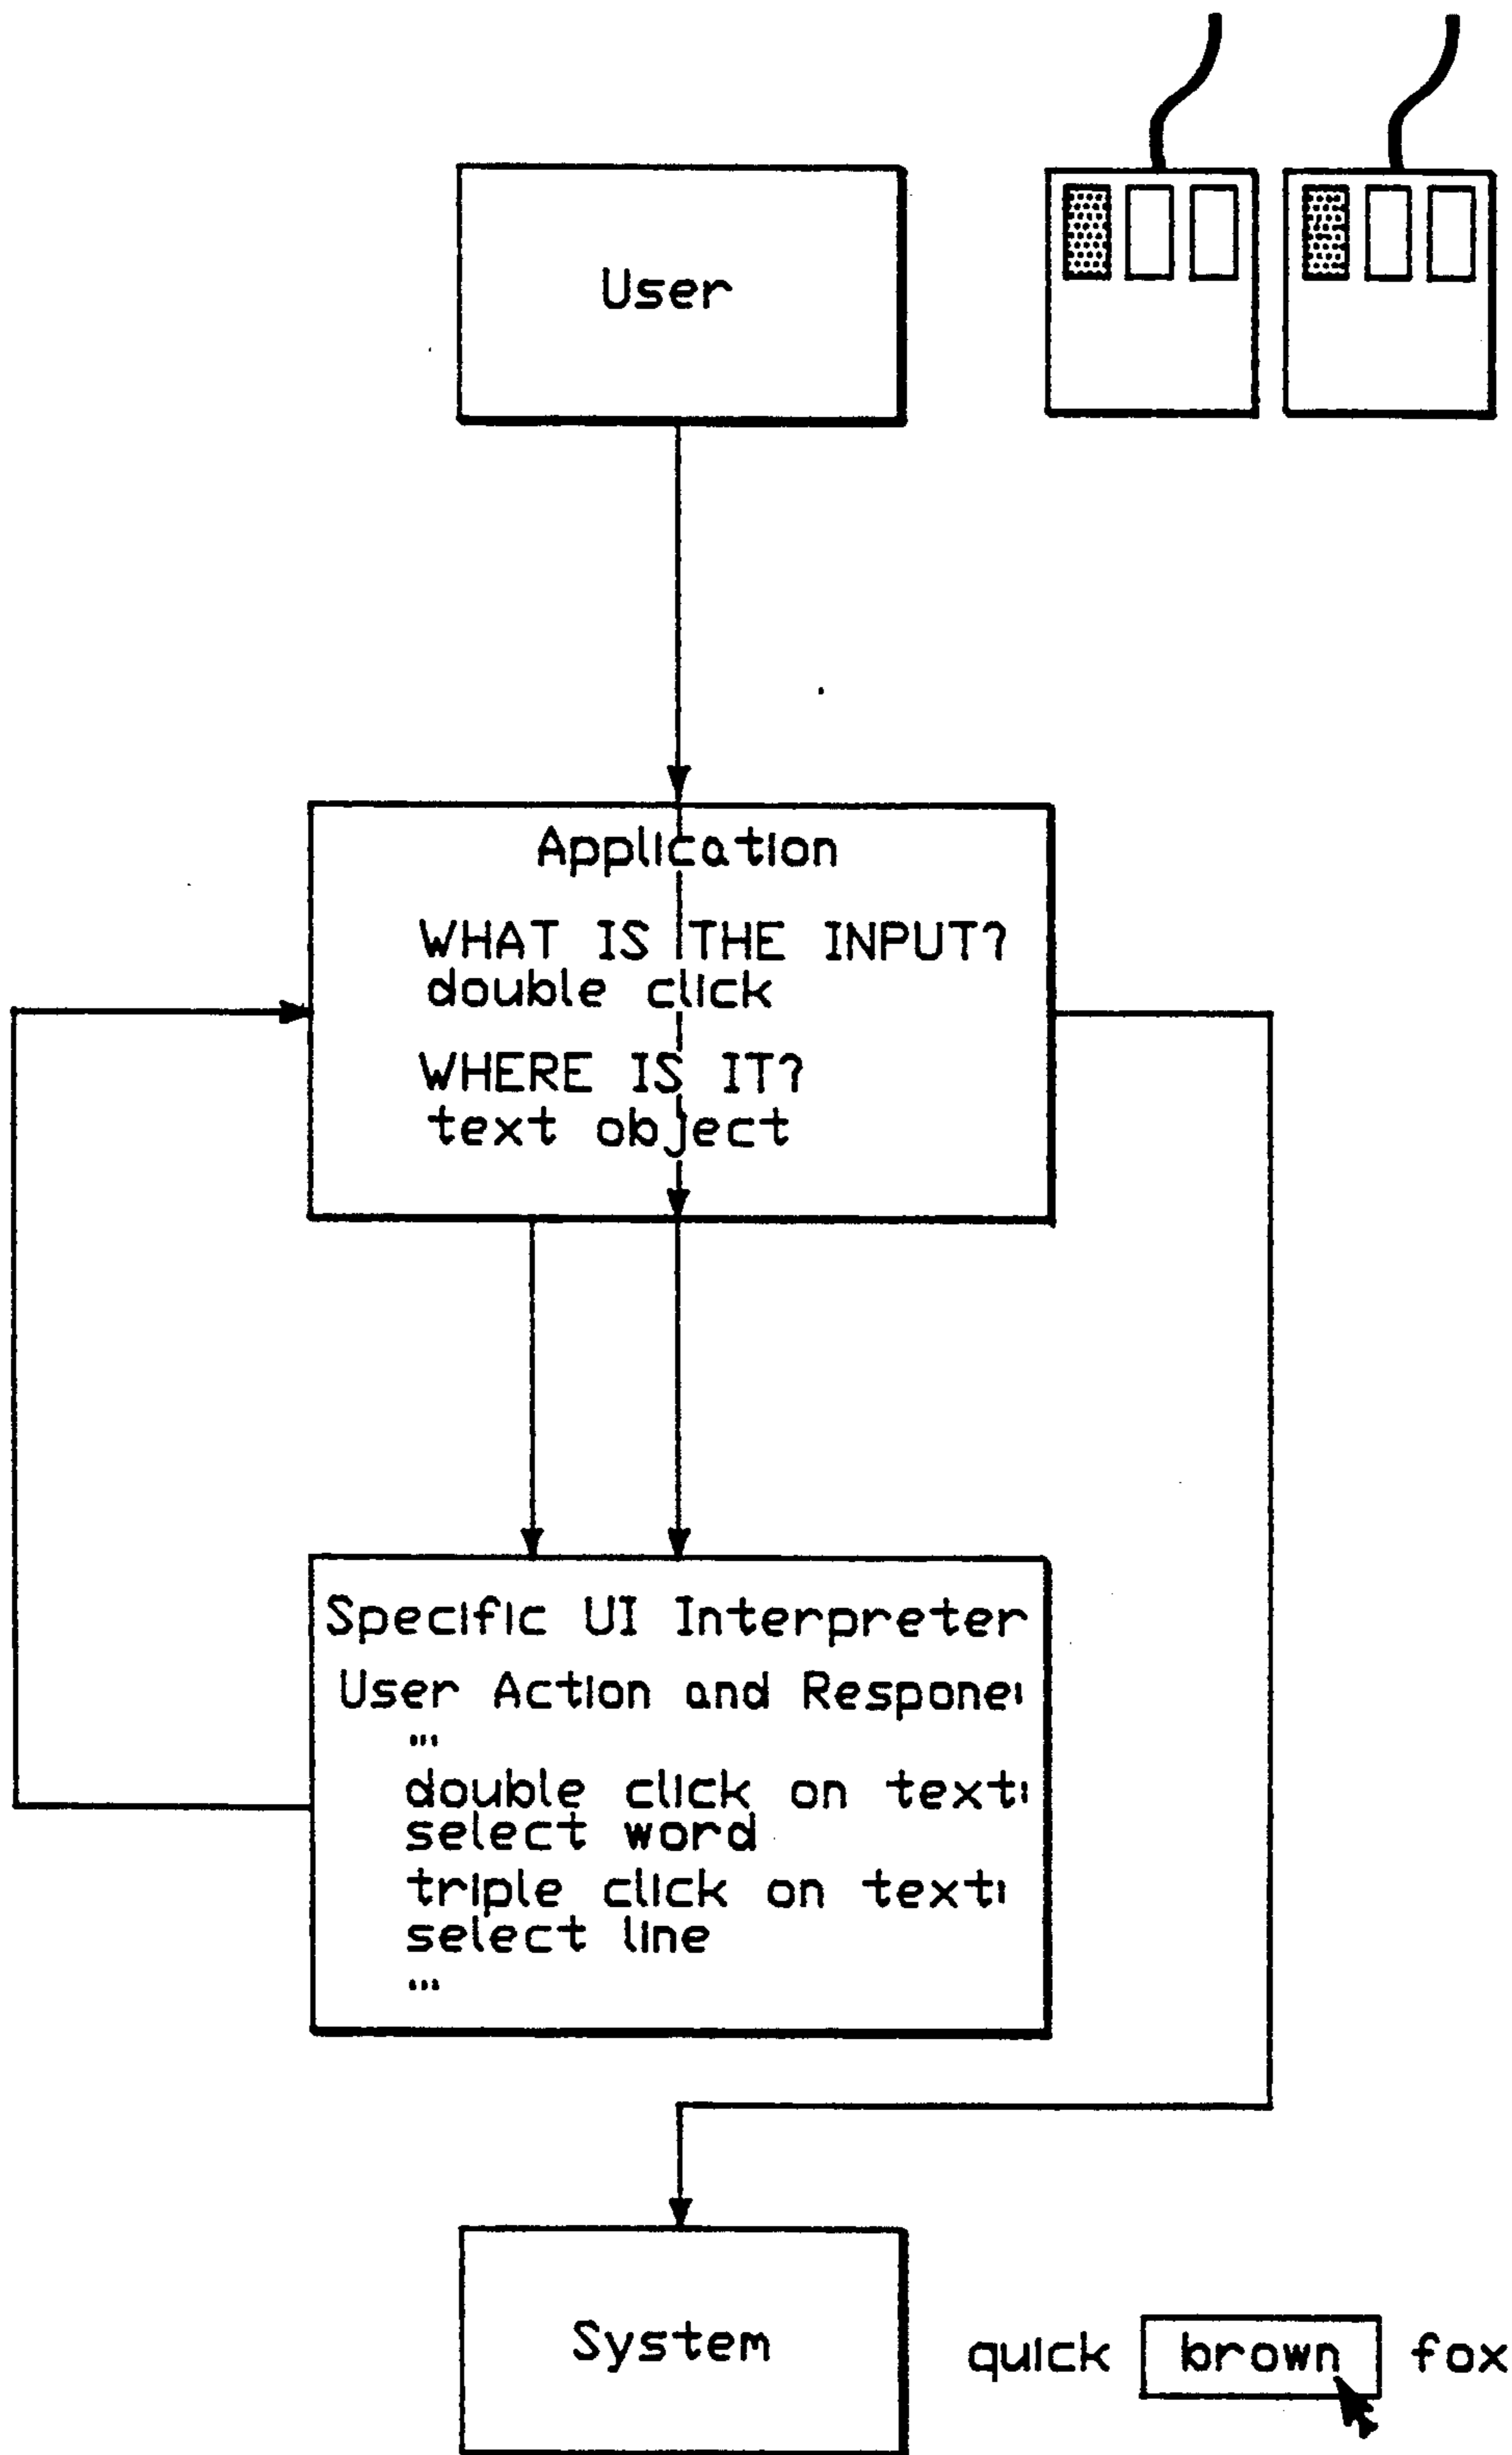 User
Application
WHAT IS THE INPUT?
double click
WHERE IS IT?
text object
Specific UI Interpreter
User Action and Respone:
...
double click on text:
select word
triple click on text:
select line
...
System
quick brown fox